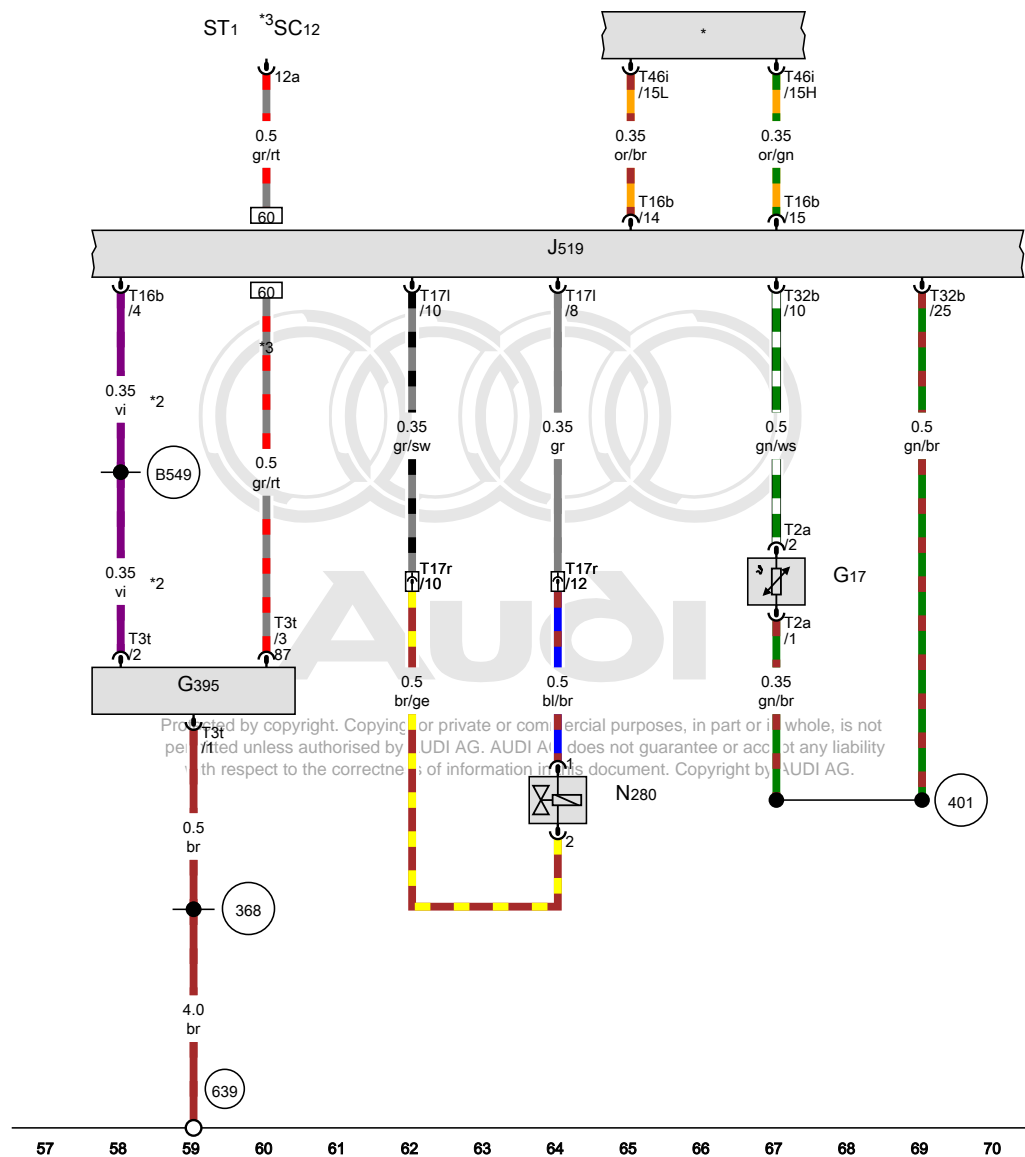 ST1 *3SC12
*
12a
T46i
/15L
T46i
/15H
0.5
gr/rt
0.35
or/br
0.35
or/gn
T16b
/14
T16b
/15
60
J519
T16b
/4
60
T17l
/10
T17l
/8
T32b
/10
T32b
/25
*3
0.35
vi
*2
0.35
gr/sw
0.35
gr
0.5
gn/ws
0.5
gn/br
B549
0.5
gr/rt
T2a
/2
0.35
vi
*2
T17r
/10
T17r
/12
G17
T3t
/2
T3t
/3
87
T2a
/1
Audi
G395
0.5
br/ge
0.5
bl/br
0.35
gn/br
T3t
/1
Protected by copyright. Copying for private or commercial purposes, in part or in whole, is not
permitted unless authorised by AUDI AG. AUDI AG does not guarantee or accept any liability
with respect to the correctness of information in this document. Copyright by AUDI AG.
1
N280
2
401
0.5
br
368
4.0
br
639
57 58 59 60 61 62 63 64 65 66 67 68 69 70